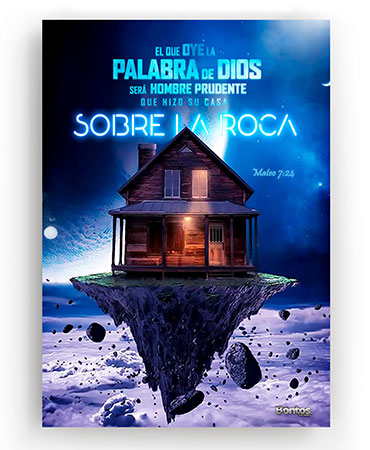 EL QUE OYE LA
PALABRA DE DIOS
SERÁ HOMBRE PRUDENTE
QUE HIZO SU CASA
SOBRE LA ROCA
Mateo 7:24
Bontos